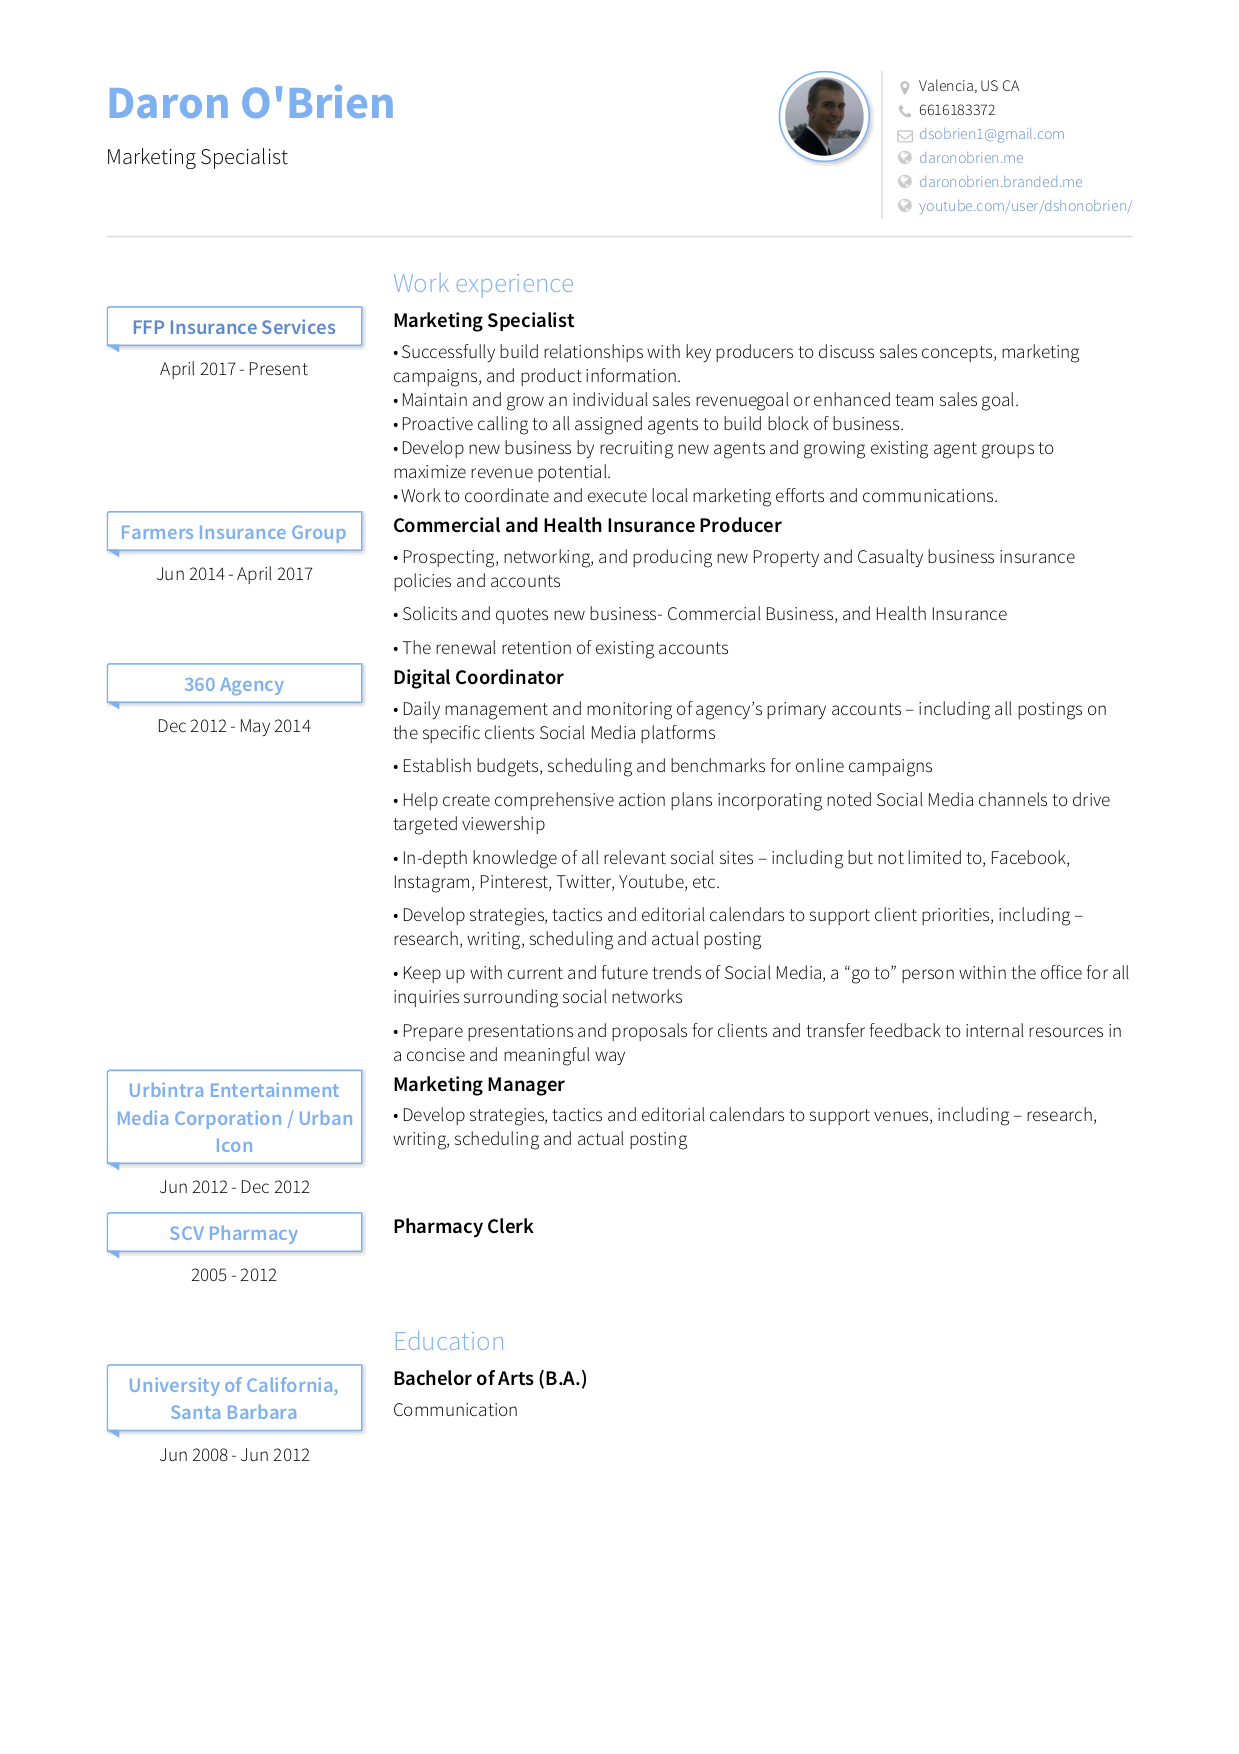 Daron O'Brien
Marketing Specialist
Valencia, US CA
6616183372
dsobrien1@gmail.com
daronobrien.me
daronobrien.branded.me
youtube.com/user/dshonobrien/
Work experience
FFP Insurance Services
April 2017 - Present
Marketing Specialist
• Successfully build relationships with key producers to discuss sales concepts, marketing
campaigns, and product information.
• Maintain and grow an individual sales revenuegoal or enhanced team sales goal.
• Proactive calling to all assigned agents to build block of business.
• Develop new business by recruiting new agents and growing existing agent groups to
maximize revenue potential.
• Work to coordinate and execute local marketing efforts and communications.
Farmers Insurance Group
Jun 2014 - April 2017
Commercial and Health Insurance Producer
• Prospecting, networking, and producing new Property and Casualty business insurance
policies and accounts
• Solicits and quotes new business- Commercial Business, and Health Insurance
• The renewal retention of existing accounts
360 Agency
Dec 2012 - May 2014
Digital Coordinator
• Daily management and monitoring of agency’s primary accounts – including all postings on
the specific clients Social Media platforms
• Establish budgets, scheduling and benchmarks for online campaigns
• Help create comprehensive action plans incorporating noted Social Media channels to drive
targeted viewership
• In-depth knowledge of all relevant social sites – including but not limited to, Facebook,
Instagram, Pinterest, Twitter, Youtube, etc.
• Develop strategies, tactics and editorial calendars to support client priorities, including –
research, writing, scheduling and actual posting
• Keep up with current and future trends of Social Media, a “go to” person within the office for all
inquiries surrounding social networks
• Prepare presentations and proposals for clients and transfer feedback to internal resources in
a concise and meaningful way
Urbintra Entertainment
Media Corporation / Urban
Icon
Jun 2012 - Dec 2012
Marketing Manager
• Develop strategies, tactics and editorial calendars to support venues, including – research,
writing, scheduling and actual posting
SCV Pharmacy
2005 - 2012
Pharmacy Clerk
Education
University of California,
Santa Barbara
Jun 2008 - Jun 2012
Bachelor of Arts (B.A.)
Communication